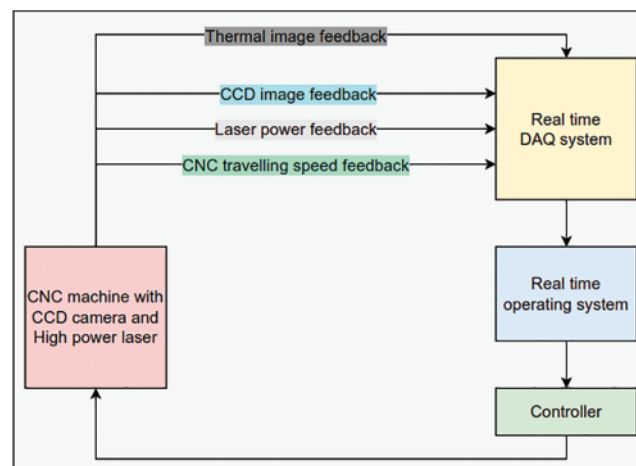 Thermal image feedback
CCD image feedback
Laser power feedback
CNC travelling speed feedback
Real time
DAQ system
CNC machine with
CCD camera and
High power laser
Real time
operating system
Controller